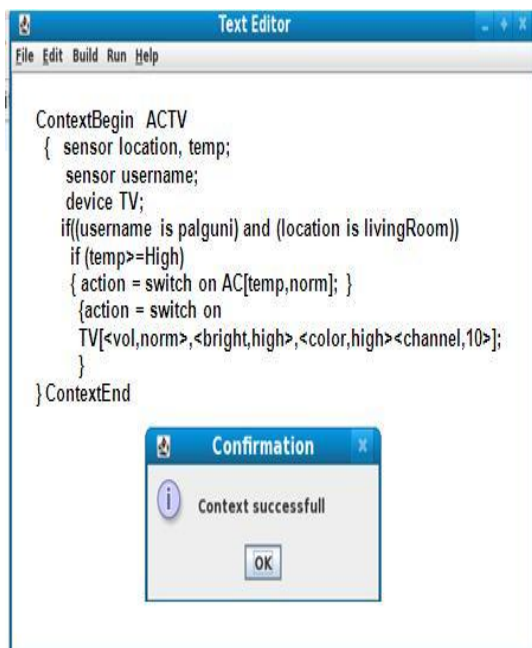 Text Editor
File Edit Build Run Help
ContextBegin ACTV
{ sensor location, temp;
sensor username;
device TV;
if((username is palguni) and (location is livingRoom))
if (temp>=High)
{ action = switch on AC[temp,norm]; }
{action = switch on
TV[<vol,norm>,<bright,high>,<color,high><channel,10>];
}
} ContextEnd
Confirmation
Context successfull
OK